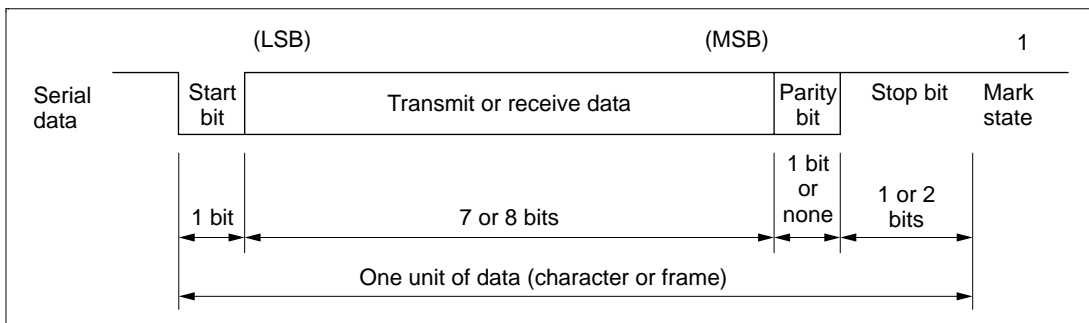 (LSB)
(MSB)
1
Serial
data
Start
bit
Transmit or receive data
Parity
bit
Stop bit
Mark
state
1 bit
7 or 8 bits
1 bit
or
none
1 or 2
bits
One unit of data (character or frame)